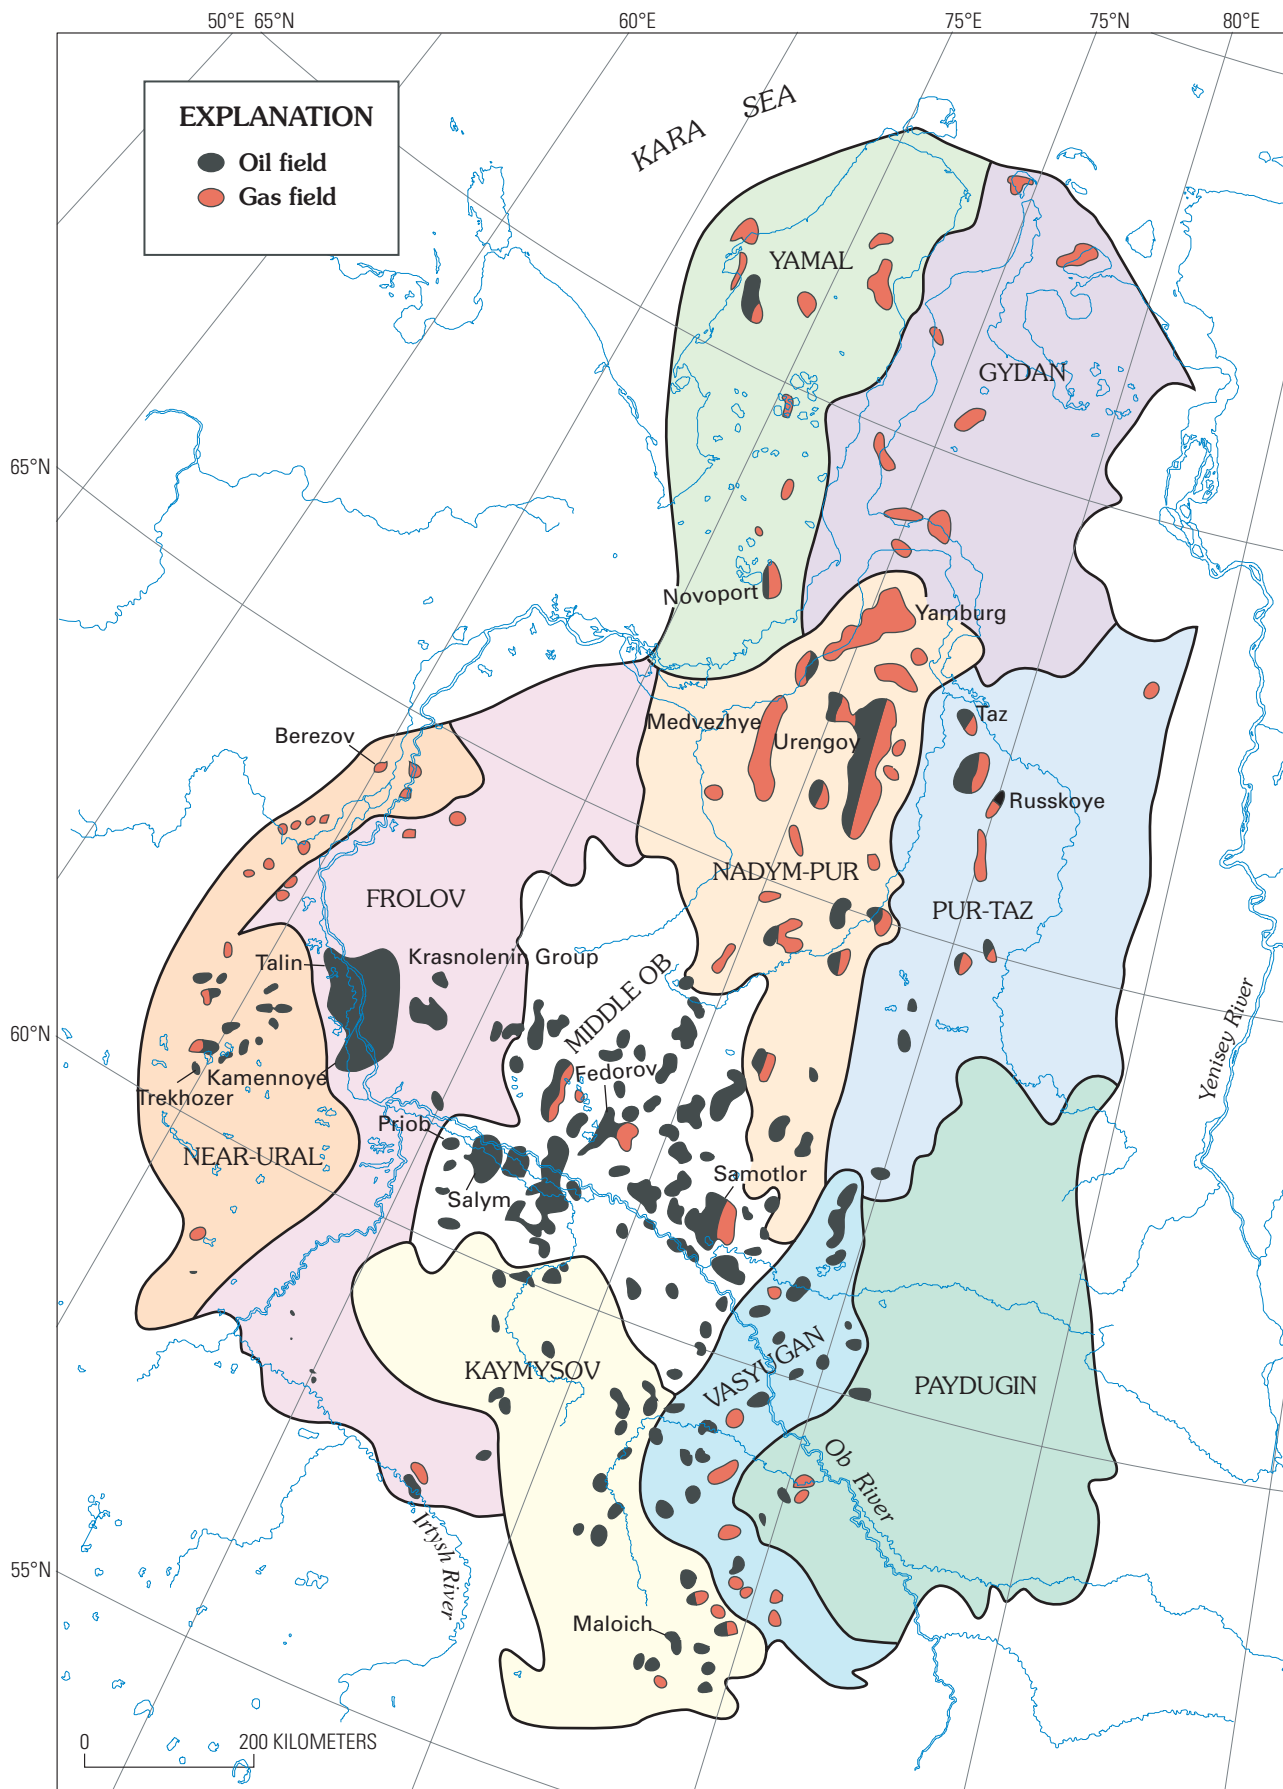 50°E 65°N
60°E
75°E
75°N
80°E
EXPLANATION
Oil field
Gas field
KARA SEA
YAMAL
GYDAN
65°N
Novoport
Yamburg
Medvezhye
Urengoy
Taz
Berezov
Russkoye
NADYM-PUR
FROLOV
PUR-TAZ
Talin
Krasnolenin Group
MIDDLE OB
Yenisey River
60°N
Fedorov
Kamennoye
Trekhozer
Priob
NEAR-URAL
Samotlor
Salym
VASYUGAN
KAYMYSOV
PAYDUGIN
Ob River
Irtysh River
55°N
Maloich
0 200 KILOMETERS